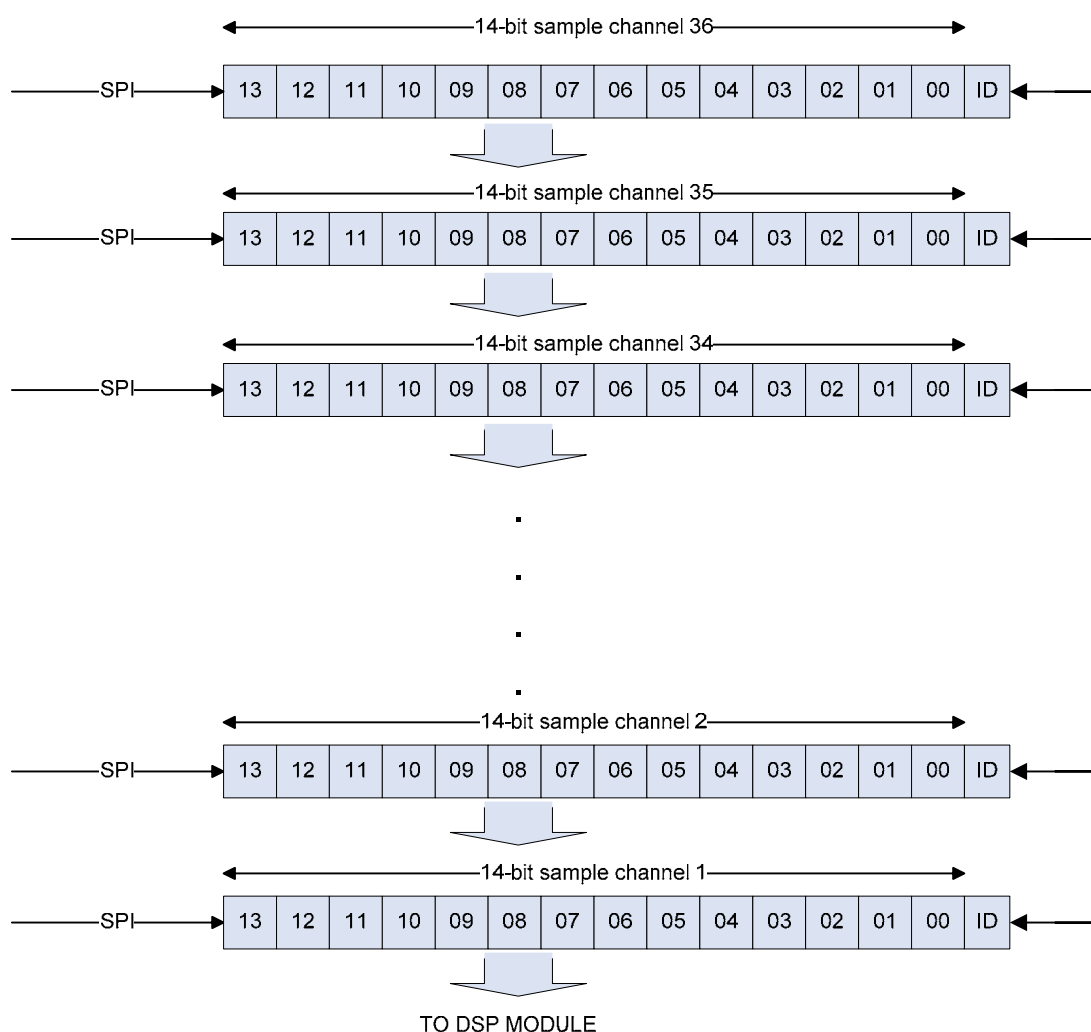 14-bit sample channel 36
SPI 13 12 11 10 09 08 07 06 05 04 03 02 01 00 ID
14-bit sample channel 35
SPI 13 12 11 10 09 08 07 06 05 04 03 02 01 00 ID
14-bit sample channel 34
SPI 13 12 11 10 09 08 07 06 05 04 03 02 01 00 ID
14-bit sample channel 2
SPI 13 12 11 10 09 08 07 06 05 04 03 02 01 00 ID
14-bit sample channel 1
SPI 13 12 11 10 09 08 07 06 05 04 03 02 01 00 ID
TO DSP MODULE